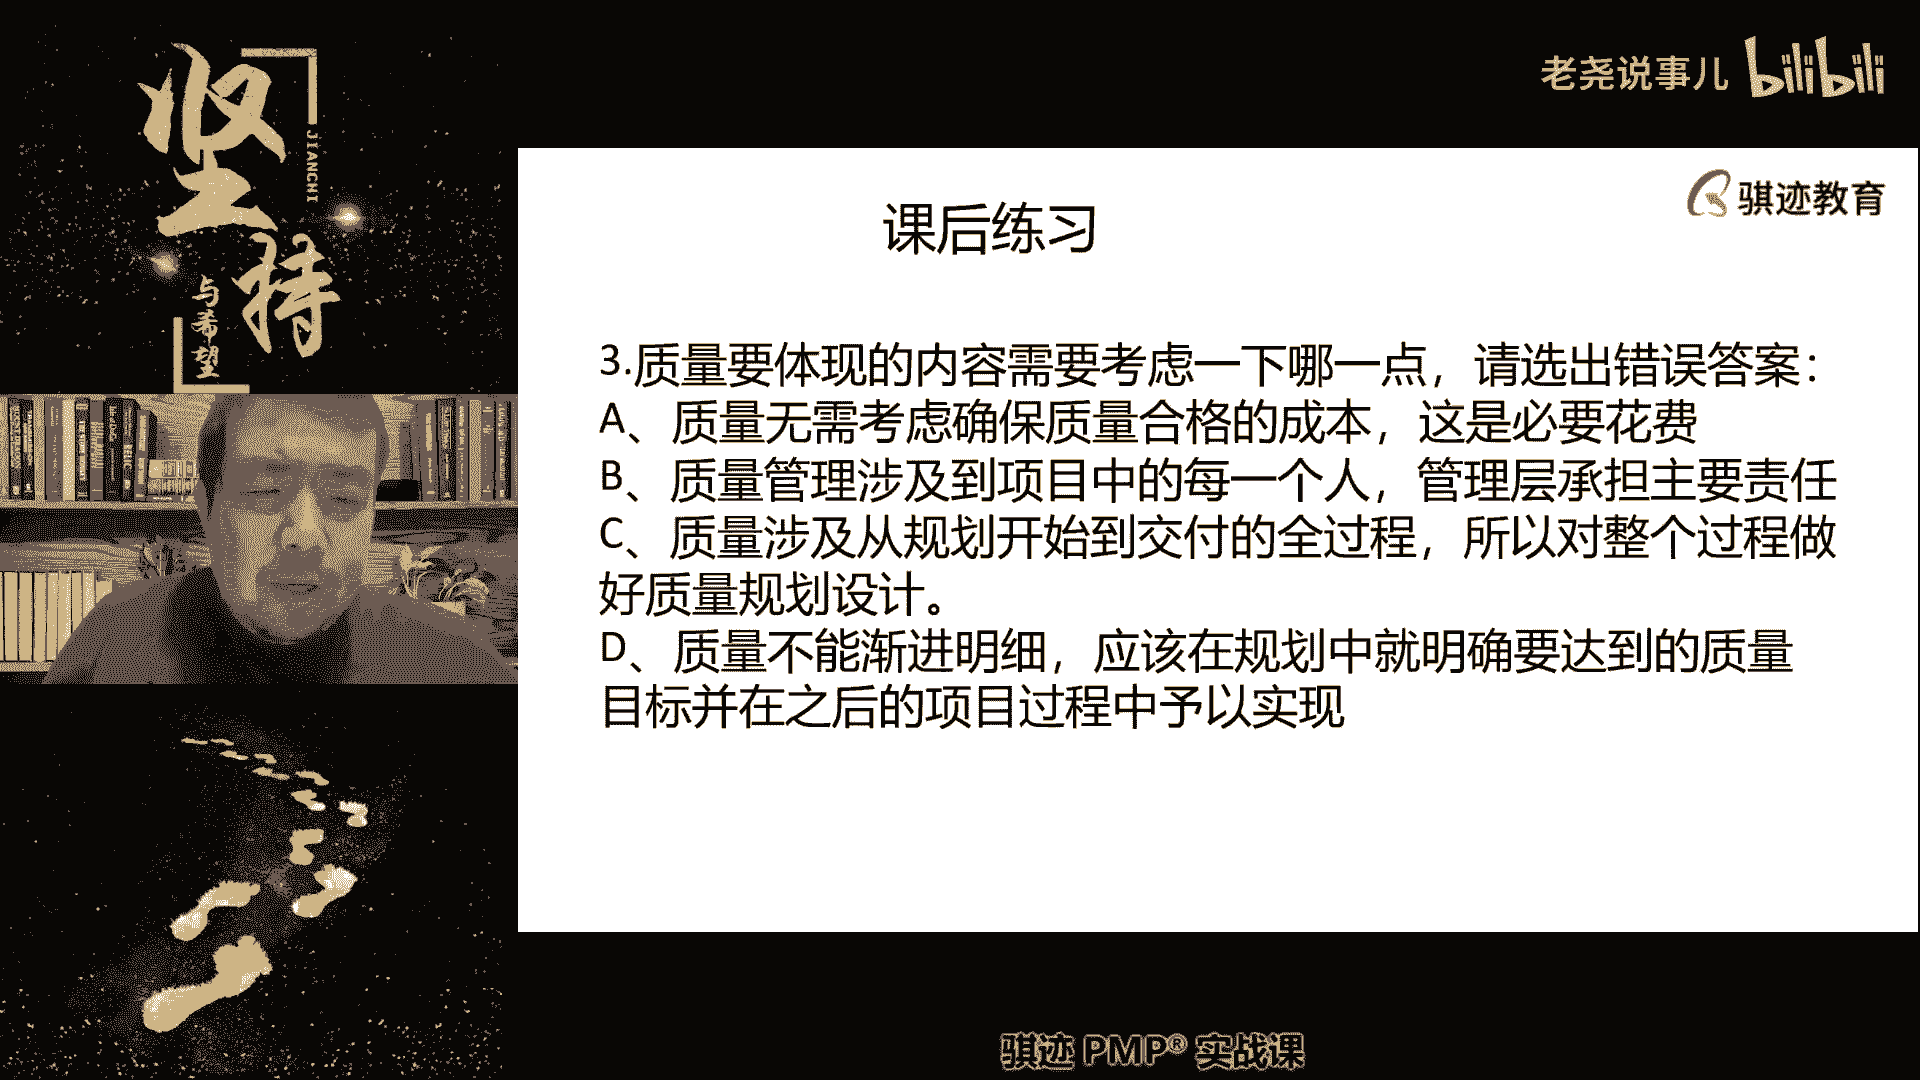 坚持
JIANCHI
与希望
老尧说事儿 bilibili
骐迹教育
课后练习
3.质量要体现的内容需要考虑一下哪一点，请选出错误答案：
A、质量无需考虑确保质量合格的成本，这是必要花费
B、质量管理涉及到项目中的每一个人，管理层承担主要责任
C、质量涉及从规划开始到交付的全过程，所以对整个过程做
好质量规划设计。
D、质量不能渐进明细，应该在规划中就明确要达到的质量
目标并在之后的项目过程中予以实现
骐迹 PMP® 实战课